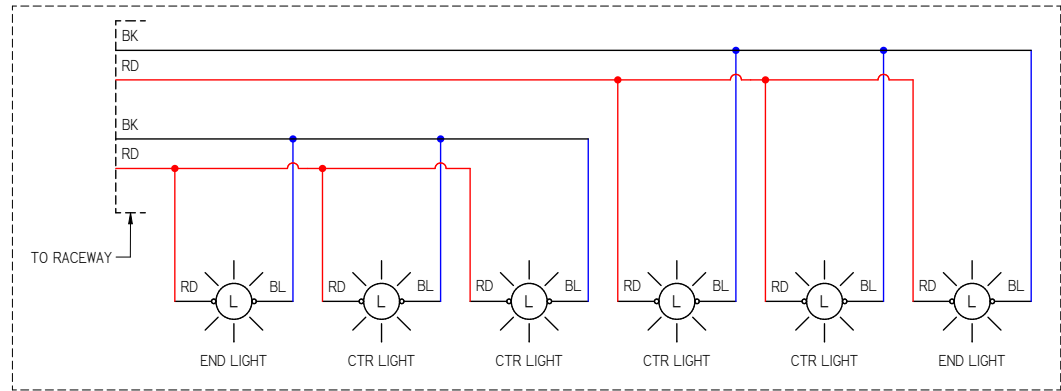 BK
RD
BK
RD
TO RACEWAY
RD L BL RD L BL RD L BL RD L BL RD L BL RD L BL
END LIGHT CTR LIGHT CTR LIGHT CTR LIGHT CTR LIGHT END LIGHT